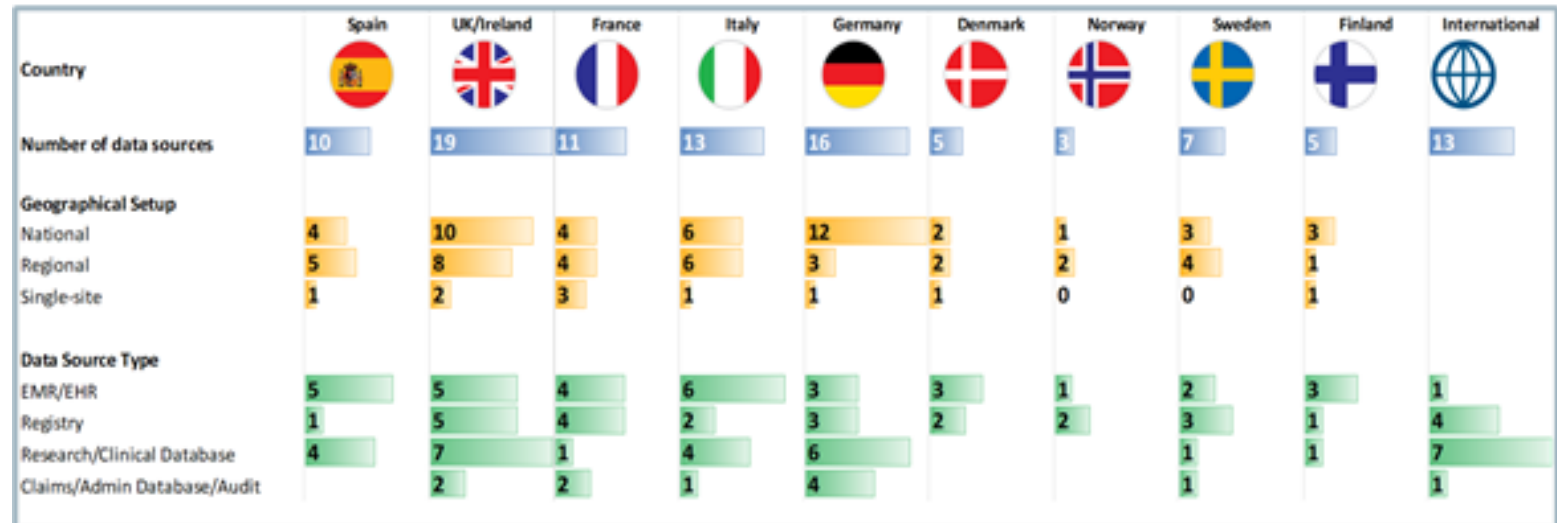 Spain UK/Ireland France Italy Germany Denmark Norway Sweden Finland International
Country
Number of data sources 10 19 11 13 16 5 3 7 5 13
Geographical Setup
National 4 10 4 6 12 2 1 3 3
Regional 5 8 4 6 3 2 2 4 1
Single-site 1 2 3 1 1 1 0 0 1
Data Source Type
EMR/EHR 5 5 4 6 3 3 1 2 3 1
Registry 1 5 4 2 3 2 2 3 1 4
Research/Clinical Database 4 7 1 4 6 1 1 7
Claims/Admin Database/Audit 2 2 1 4 1 1